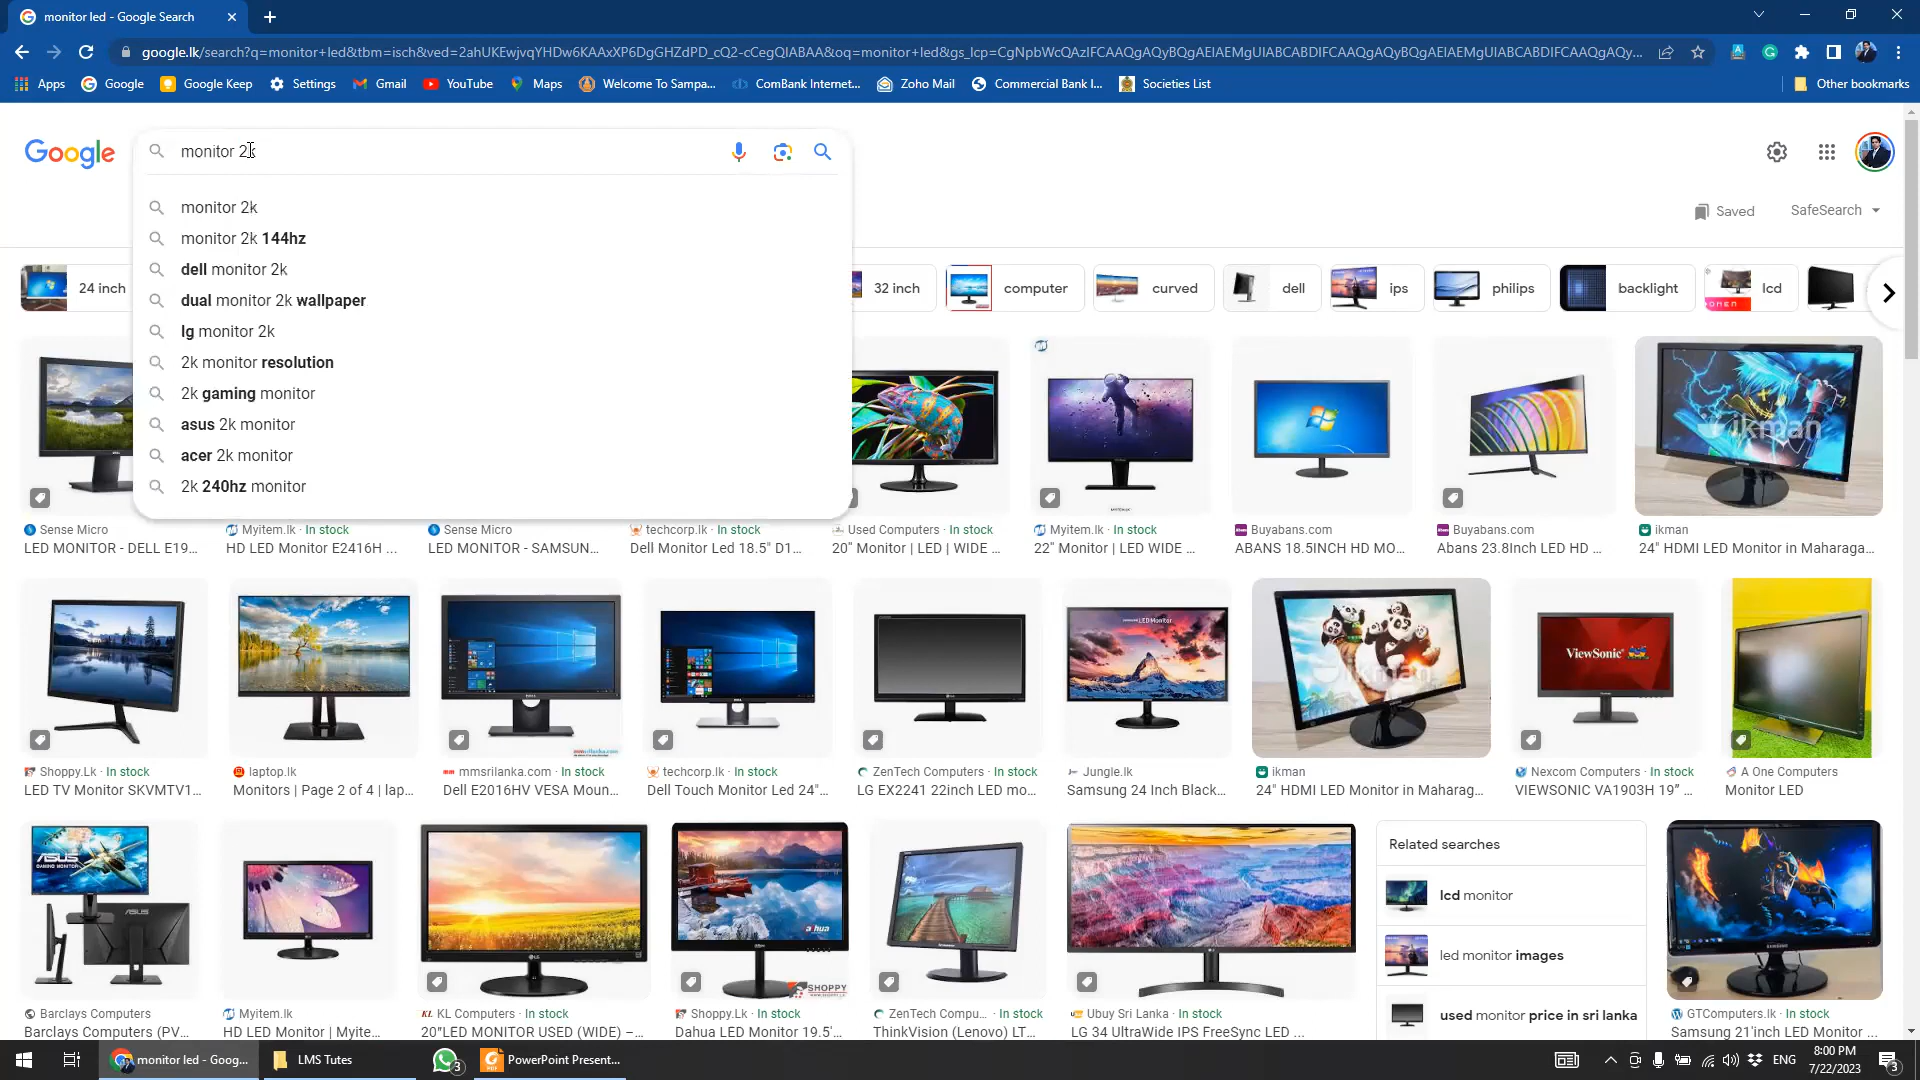 monitor led - Google Search
google.lk/search?q=monitor+led&tbm=isch&ved=2ahUKEwjvqYHDw6KAAxXP6DgGHZdPD_cQ2-cCegQIABAA&oq=monitor+led&gs_lcp=CgNpbWcQAzIFCAAQgAQyBQgAEIAEMgUIABCABDIFCAAQgAQyBQgAEIAEMgUIABCABDIFCAAQgAQy...
Apps
Google
Google Keep
Settings
Gmail
YouTube
Maps
Welcome To Sampa...
ComBank Internet...
Zoho Mail
Commercial Bank I...
Societies List
Other bookmarks
Google
monitor 2k
monitor 2k
monitor 2k 144hz
dell monitor 2k
dual monitor 2k wallpaper
lg monitor 2k
2k monitor resolution
2k gaming monitor
asus 2k monitor
acer 2k monitor
2k 240hz monitor
Saved
SafeSearch
24 inch
32 inch
computer
curved
dell
ips
philips
backlight
lcd
ikman
Sense Micro
LED MONITOR - DELL E19...
Myitem.lk · In stock
HD LED Monitor E2416H ...
Sense Micro
LED MONITOR - SAMSUN...
techcorp.lk · In stock
Dell Monitor Led 18.5" D1...
Used Computers · In stock
20" Monitor | LED | WIDE ...
Myitem.lk · In stock
22" Monitor | LED WIDE ...
Buyabans.com
ABANS 18.5INCH HD MO...
Buyabans.com
Abans 23.8Inch LED HD ...
ikman
24" HDMI LED Monitor in Maharaga...
SAMSUNG LED Monitor
ikman
ViewSonic
Shoppy.Lk · In stock
LED TV Monitor SKVMTV1...
laptop.lk
Monitors | Page 2 of 4 | lap...
mmsrilanka.com · In stock
Dell E2016HV VESA Moun...
techcorp.lk · In stock
Dell Touch Monitor Led 24"...
ZenTech Computers · In stock
LG EX2241 22inch LED mo...
Jungle.lk
Samsung 24 Inch Black...
ikman
24" HDMI LED Monitor in Maharag...
Nexcom Computers · In stock
VIEWSONIC VA1903H 19” ...
A One Computers
Monitor LED
ASUS
GAMING MONITOR
ASUS
alhua
SHOPPY
Related searches
lcd monitor
led monitor images
used monitor price in sri lanka
Barclays Computers
Barclays Computers (PV...
Myitem.lk
HD LED Monitor | Myite...
KL Computers · In stock
20”LED MONITOR USED (WIDE) –...
Shoppy.Lk · In stock
Dahua LED Monitor 19.5'...
ZenTech Compu... · In stock
ThinkVision (Lenovo) LT...
Ubuy Sri Lanka · In stock
LG 34 UltraWide IPS FreeSync LED ...
GTComputers.lk · In stock
Samsung 21'inch LED Monitor ...
monitor led - Goog...
LMS Tutes
3
PowerPoint Present...
ENG
8:00 PM
7/22/2023
3